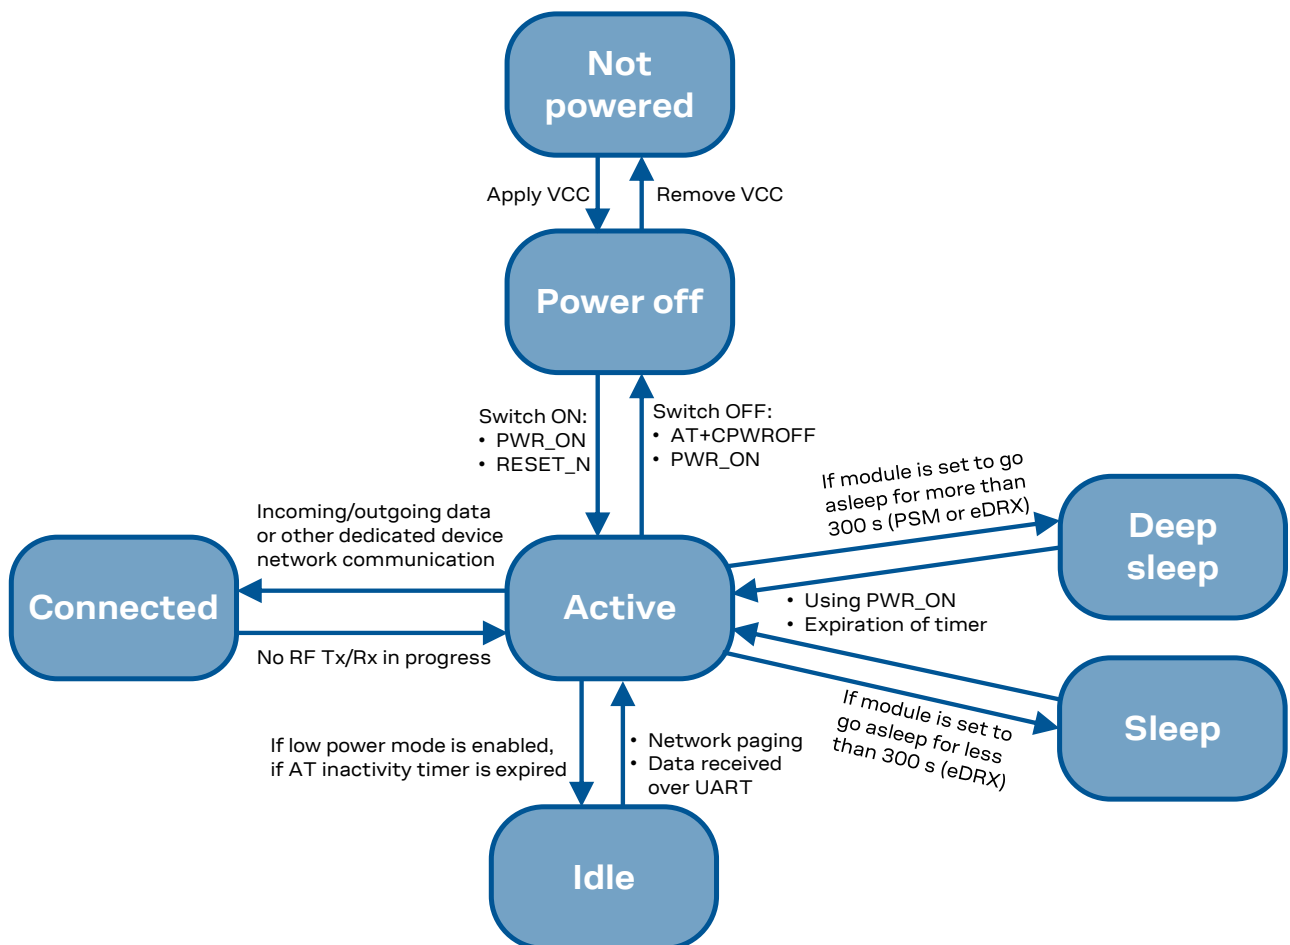 Not
powered
Apply VCC
Remove VCC
Power off
Switch ON:
• PWR_ON
• RESET_N
Switch OFF:
• AT+CPWROFF
• PWR_ON
If module is set to go
asleep for more than
300 s (PSM or eDRX)
Deep
sleep
Incoming/outgoing data
or other dedicated device
network communication
Connected
Active
• Using PWR_ON
• Expiration of timer
No RF Tx/Rx in progress
If module is set to
go asleep for less
than 300 s (eDRX)
Sleep
If low power mode is enabled,
if AT inactivity timer is expired
• Network paging
• Data received
over UART
Idle